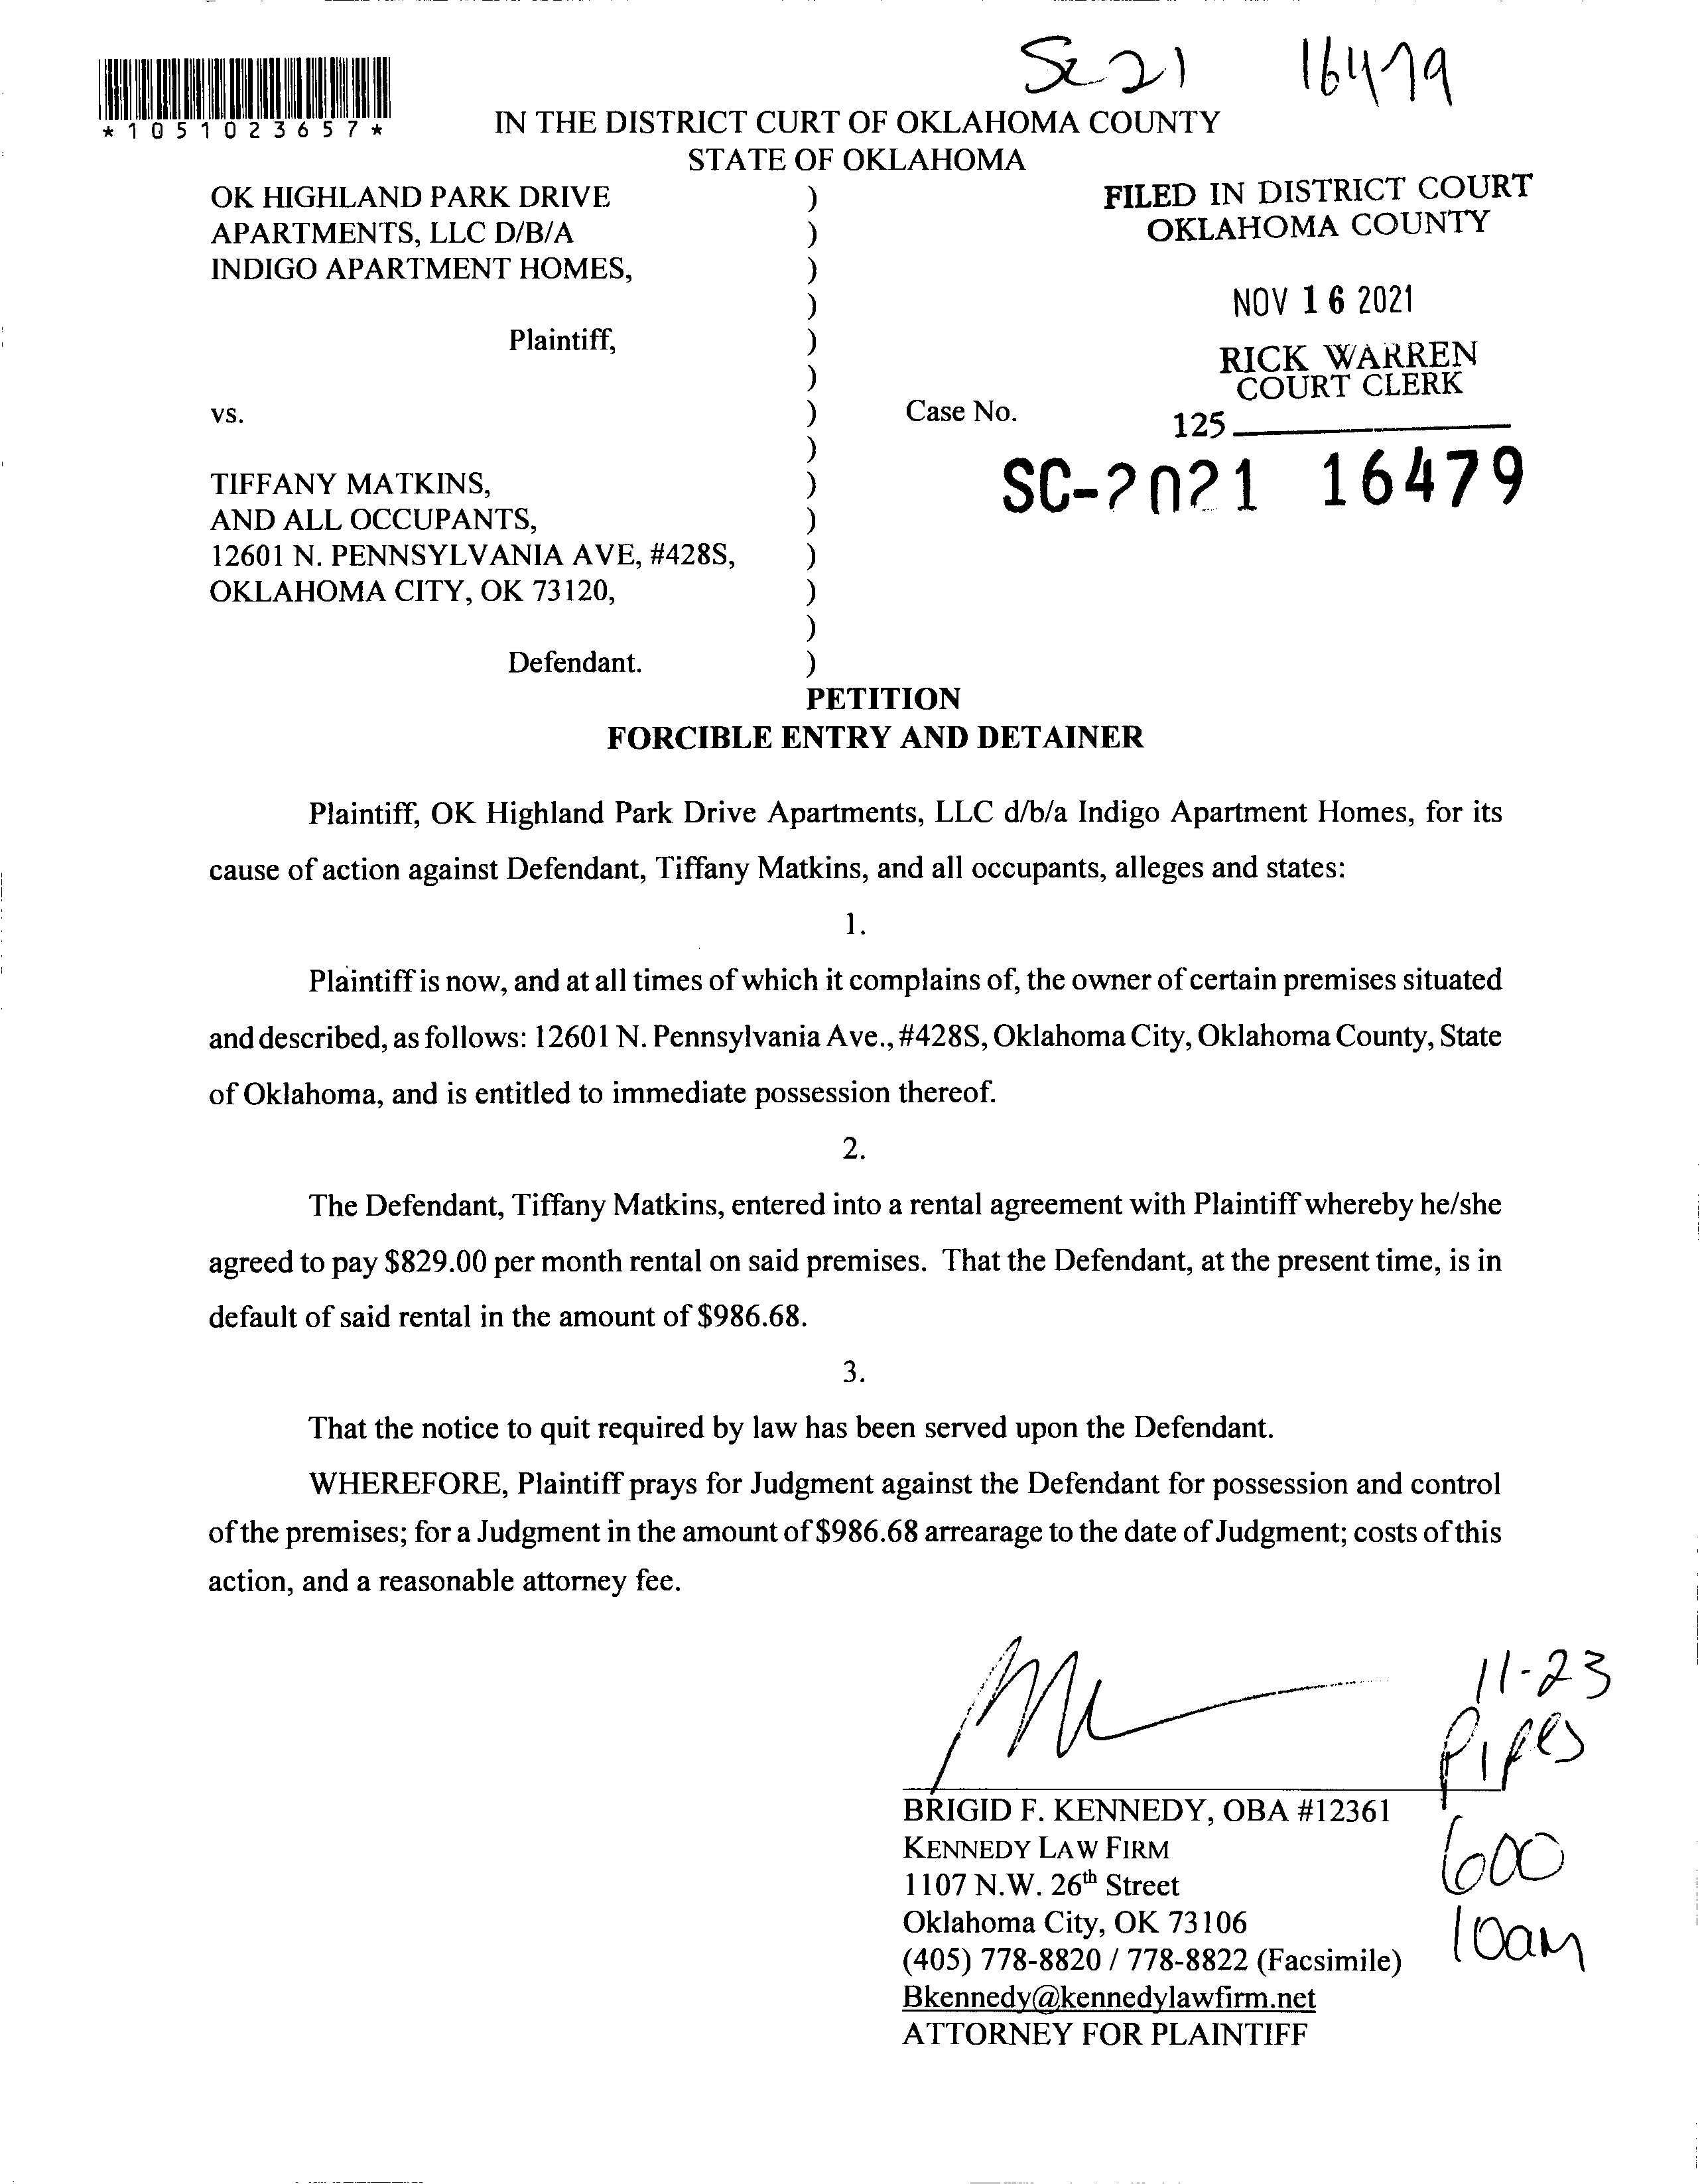 Sc 21 16479
*1051023657*
IN THE DISTRICT CURT OF OKLAHOMA COUNTY
STATE OF OKLAHOMA
OK HIGHLAND PARK DRIVE )
APARTMENTS, LLC D/B/A )
INDIGO APARTMENT HOMES, )
)
Plaintiff, )
)
vs. ) Case No.
)
TIFFANY MATKINS, )
AND ALL OCCUPANTS, )
12601 N. PENNSYLVANIA AVE, #428S, )
OKLAHOMA CITY, OK 73120, )
)
Defendant. )
FILED IN DISTRICT COURT
OKLAHOMA COUNTY
NOV 16 2021
RICK WARREN
COURT CLERK
125
SC-2021 16479
PETITION
FORCIBLE ENTRY AND DETAINER
Plaintiff, OK Highland Park Drive Apartments, LLC d/b/a Indigo Apartment Homes, for its
cause of action against Defendant, Tiffany Matkins, and all occupants, alleges and states:
1.
Plaintiff is now, and at all times of which it complains of, the owner of certain premises situated
and described, as follows: 12601 N. Pennsylvania Ave., #428S, Oklahoma City, Oklahoma County, State
of Oklahoma, and is entitled to immediate possession thereof.
2.
The Defendant, Tiffany Matkins, entered into a rental agreement with Plaintiff whereby he/she
agreed to pay $829.00 per month rental on said premises. That the Defendant, at the present time, is in
default of said rental in the amount of $986.68.
3.
That the notice to quit required by law has been served upon the Defendant.
WHEREFORE, Plaintiff prays for Judgment against the Defendant for possession and control
of the premises; for a Judgment in the amount of $986.68 arrearage to the date of Judgment; costs of this
action, and a reasonable attorney fee.
BRIGID F. KENNEDY, OBA #12361
KENNEDY LAW FIRM
1107 N.W. 26th Street
Oklahoma City, OK 73106
(405) 778-8820 / 778-8822 (Facsimile)
Bkennedy@kennedylawfirm.net
ATTORNEY FOR PLAINTIFF
11-23
Pipes
600
10am